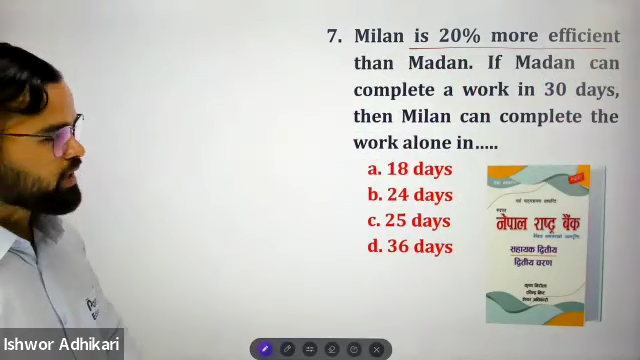 7. Milan is 20% more efficient
than Madan. If Madan can
complete a work in 30 days,
then Milan can complete the
work alone in.....
a. 18 days
b. 24 days
c. 25 days
d. 36 days
नेपाल राष्ट्र बैंक
सहायक द्वितीय
द्वितीय चरण
Ishwor Adhikari